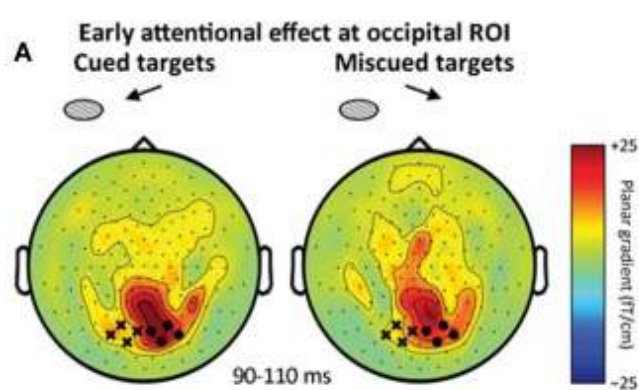 A
Early attentional effect at occipital ROI
Cued targets
Miscued targets
+25
Planar gradient (fT/cm)
-25
90-110 ms